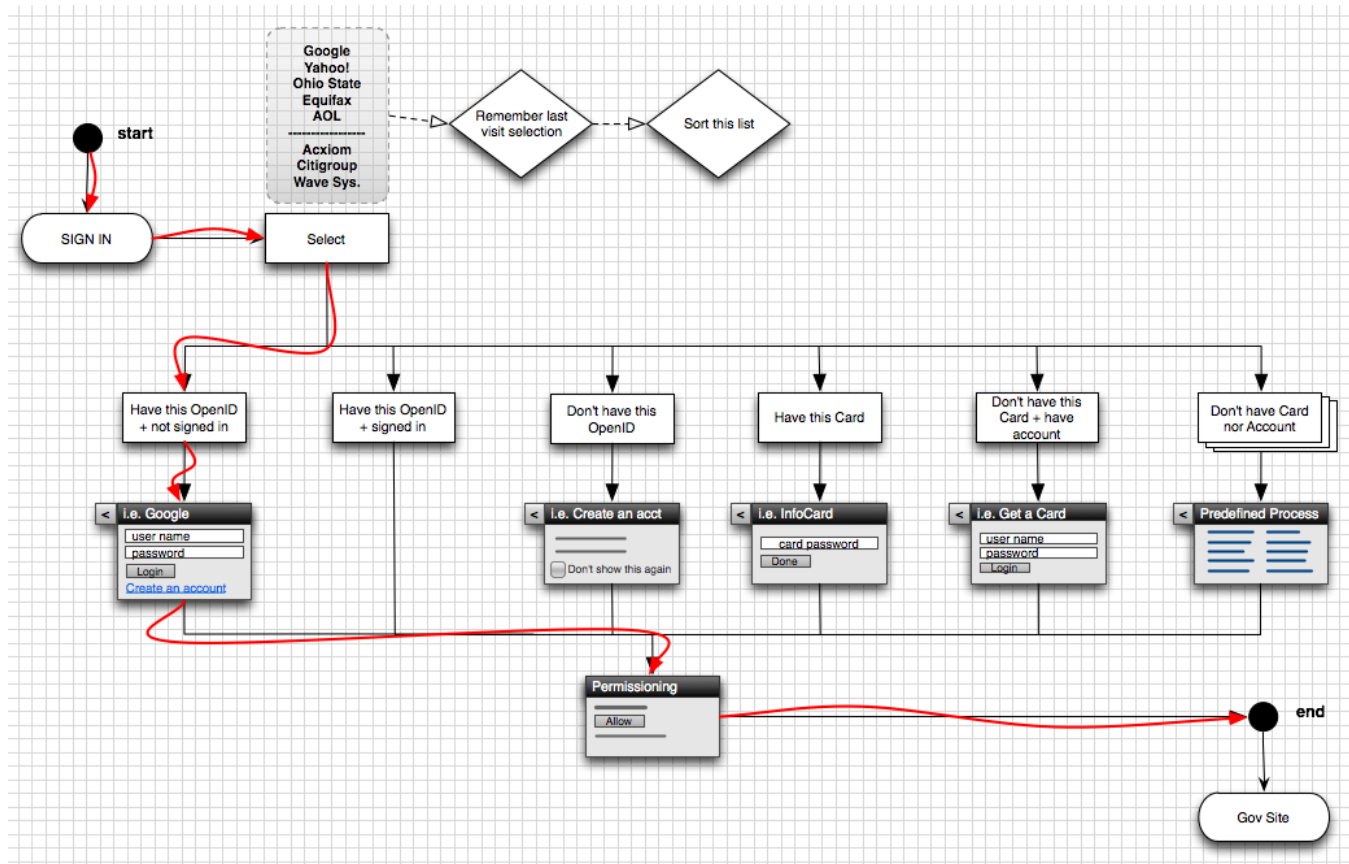 Google
Yahoo!
Ohio State
Equifax
AOL
-------------------
Acxiom
Citigroup
Wave Sys.
Remember last
visit selection
Sort this list
start
SIGN IN
Select
Have this OpenID
+ not signed in
Have this OpenID
+ signed in
Don't have this
OpenID
Have this Card
Don't have this
Card + have
account
Don't have Card
nor Account
< i.e. Google
user name
password
Login
Create an account
< i.e. Create an acct
Don't show this again
< i.e. InfoCard
card password
Done
< i.e. Get a Card
user name
password
Login
< Predefined Process
Permissioning
Allow
end
Gov Site